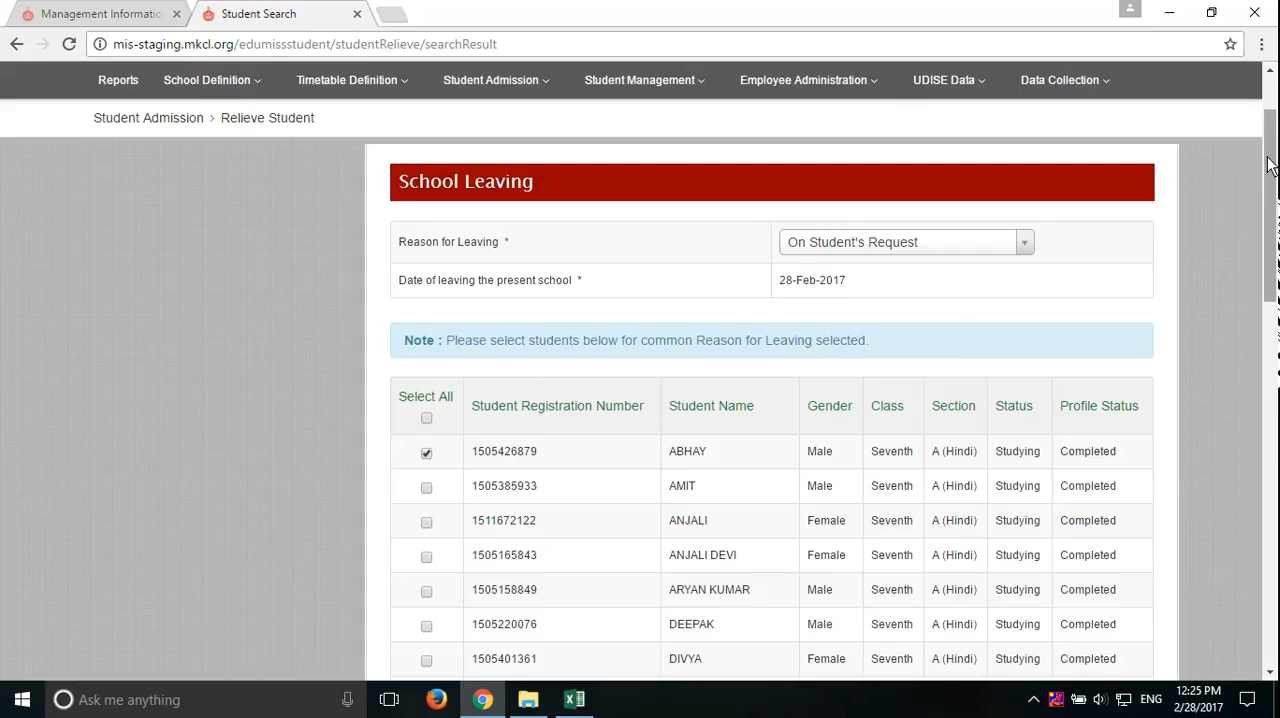 Management Informatio
Student Search
mis-staging.mkcl.org/edumissstudent/studentRelieve/searchResult
Reports School Definition Timetable Definition Student Admission Student Management Employee Administration UDISE Data Data Collection
Student Admission > Relieve Student
School Leaving
Reason for Leaving * On Student's Request
Date of leaving the present school * 28-Feb-2017
Note : Please select students below for common Reason for Leaving selected.
Select All Student Registration Number Student Name Gender Class Section Status Profile Status
1505426879 ABHAY Male Seventh A (Hindi) Studying Completed
1505385933 AMIT Male Seventh A (Hindi) Studying Completed
1511672122 ANJALI Female Seventh A (Hindi) Studying Completed
1505165843 ANJALI DEVI Female Seventh A (Hindi) Studying Completed
1505158849 ARYAN KUMAR Male Seventh A (Hindi) Studying Completed
1505220076 DEEPAK Male Seventh A (Hindi) Studying Completed
1505401361 DIVYA Female Seventh A (Hindi) Studying Completed
Ask me anything
ENG
12:25 PM
2/28/2017